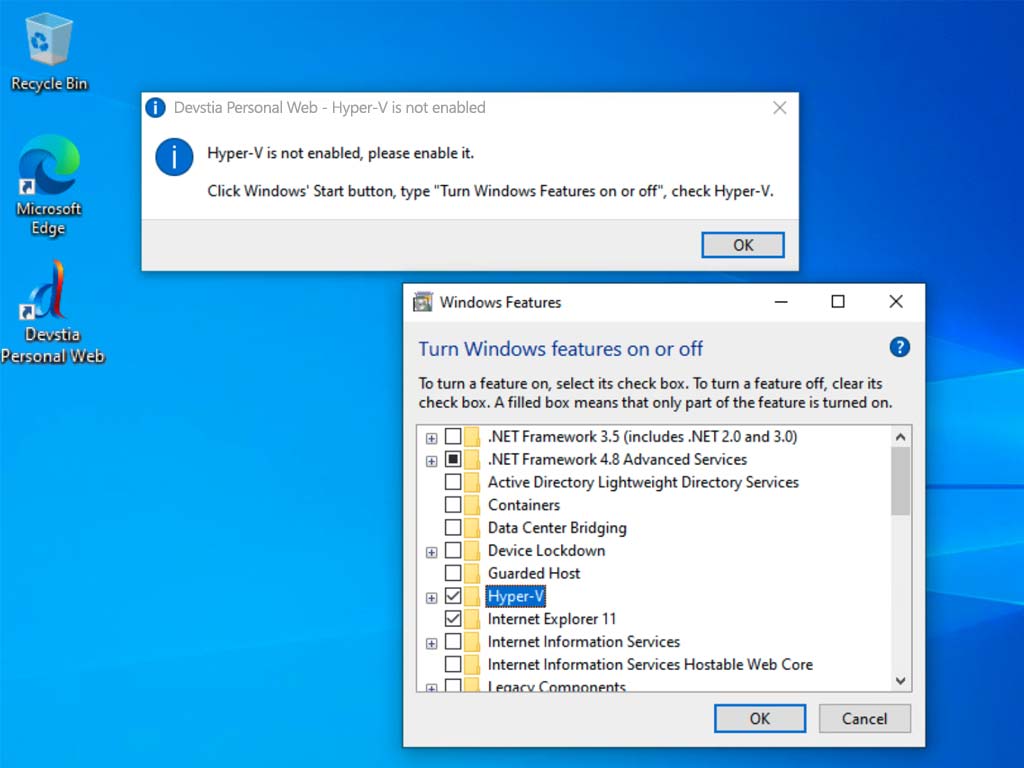 Recycle Bin
Devstia Personal Web - Hyper-V is not enabled
Hyper-V is not enabled, please enable it.
Click Windows' Start button, type "Turn Windows Features on or off", check Hyper-V.
OK
Microsoft
Edge
Devstia
Personal Web
Windows Features
Turn Windows features on or off
To turn a feature on, select its check box. To turn a feature off, clear its
check box. A filled box means that only part of the feature is turned on.
.NET Framework 3.5 (includes .NET 2.0 and 3.0)
.NET Framework 4.8 Advanced Services
Active Directory Lightweight Directory Services
Containers
Data Center Bridging
Device Lockdown
Guarded Host
Hyper-V
Internet Explorer 11
Internet Information Services
Internet Information Services Hostable Web Core
Legacy Components
OK
Cancel